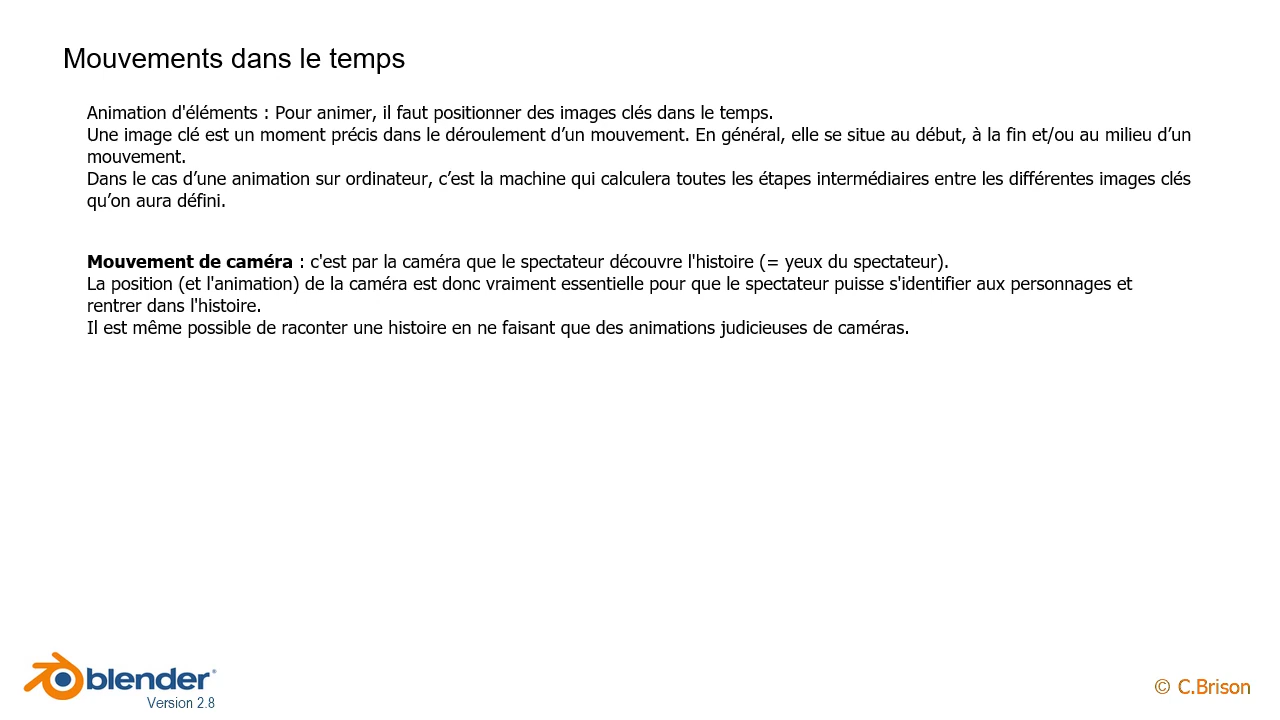 Mouvements dans le temps
Animation d'éléments : Pour animer, il faut positionner des images clés dans le temps.
Une image clé est un moment précis dans le déroulement d’un mouvement. En général, elle se situe au début, à la fin et/ou au milieu d’un
mouvement.
Dans le cas d’une animation sur ordinateur, c’est la machine qui calculera toutes les étapes intermédiaires entre les différentes images clés
qu’on aura défini.
Mouvement de caméra : c'est par la caméra que le spectateur découvre l'histoire (= yeux du spectateur).
La position (et l'animation) de la caméra est donc vraiment essentielle pour que le spectateur puisse s'identifier aux personnages et
rentrer dans l'histoire.
Il est même possible de raconter une histoire en ne faisant que des animations judicieuses de caméras.
blender®
Version 2.8
© C.Brison